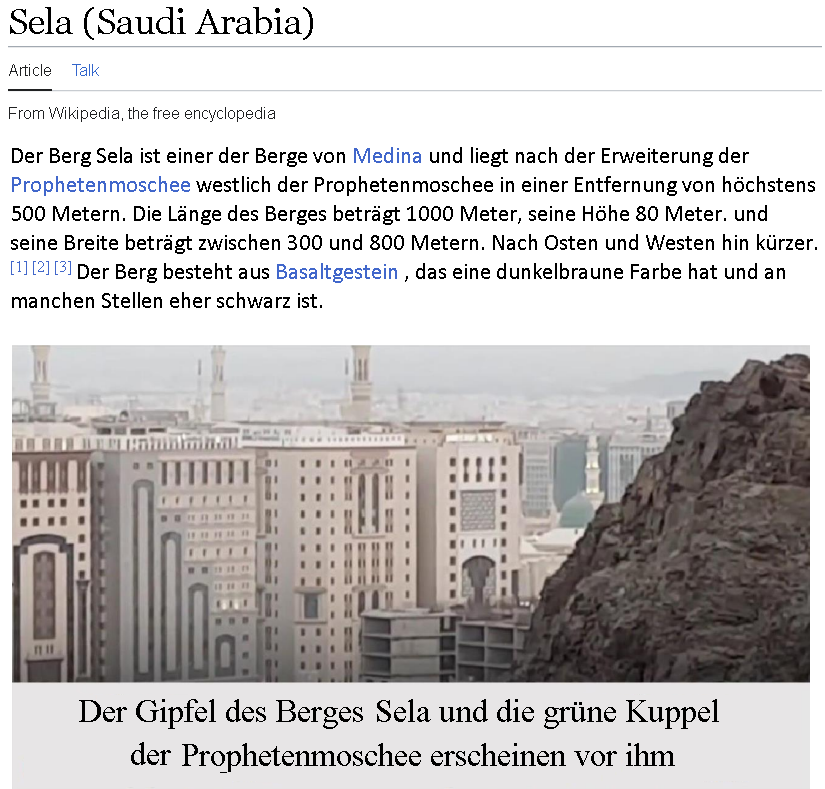 Sela (Saudi Arabia)
Article Talk
From Wikipedia, the free encyclopedia
Der Berg Sela ist einer der Berge von Medina und liegt nach der Erweiterung der
Prophetenmoschee westlich der Prophetenmoschee in einer Entfernung von höchstens
500 Metern. Die Länge des Berges beträgt 1000 Meter, seine Höhe 80 Meter. und
seine Breite beträgt zwischen 300 und 800 Metern. Nach Osten und Westen hin kürzer.
[1] [2] [3] Der Berg besteht aus Basaltgestein , das eine dunkelbraune Farbe hat und an
manchen Stellen eher schwarz ist.
Der Gipfel des Berges Sela und die grüne Kuppel
der Prophetenmoschee erscheinen vor ihm